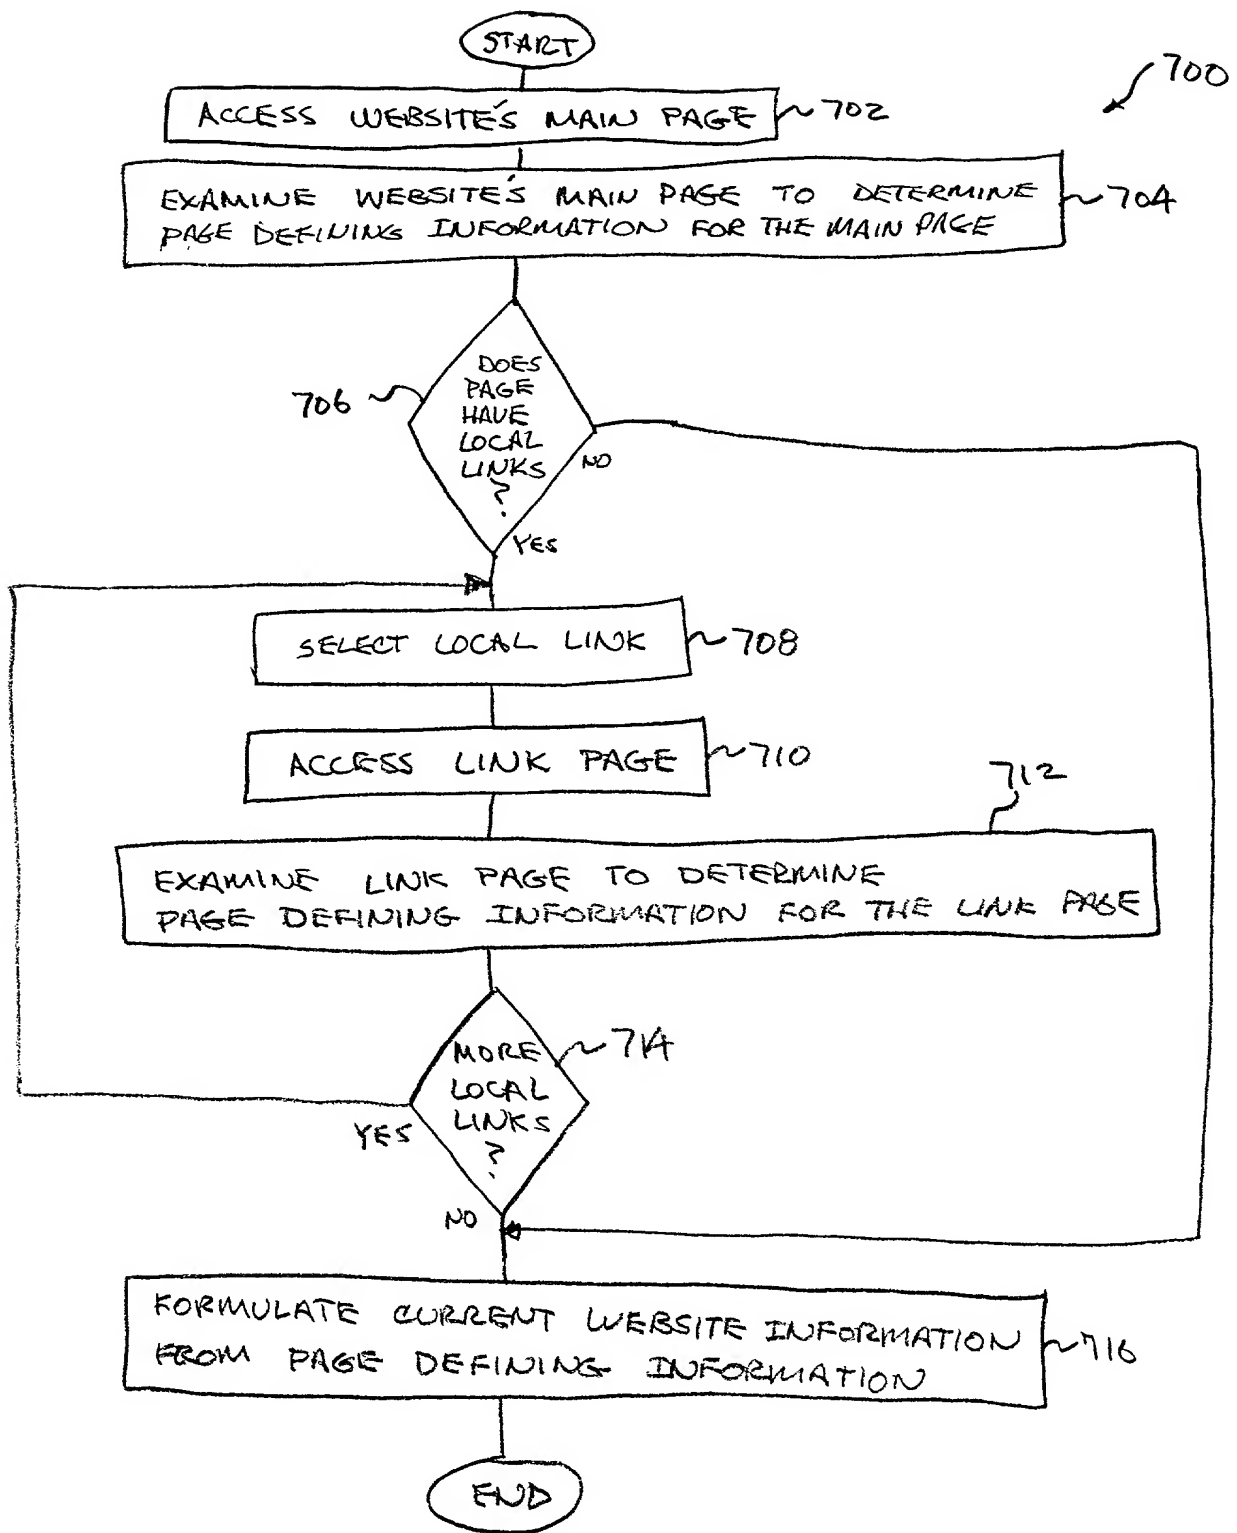 START
700
ACCESS WEBSITE'S MAIN PAGE
702
EXAMINE WEBSITE'S MAIN PAGE TO DETERMINE
PAGE DEFINING INFORMATION FOR THE MAIN PAGE
704
706
DOES
PAGE
HAVE
LOCAL
LINKS
?
NO
YES
SELECT LOCAL LINK
708
ACCESS LINK PAGE
710
712
EXAMINE LINK PAGE TO DETERMINE
PAGE DEFINING INFORMATION FOR THE LINK PAGE
714
MORE
LOCAL
LINKS
?
YES
NO
FORMULATE CURRENT WEBSITE INFORMATION
FROM PAGE DEFINING INFORMATION
716
END